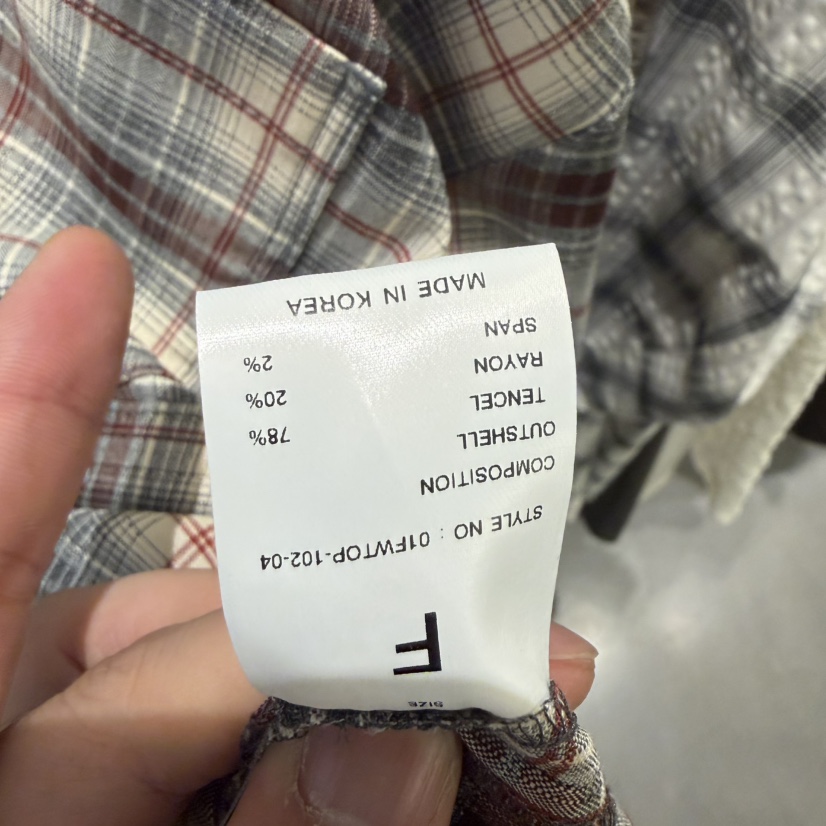 SIZE
F
STYLE NO : 01FWTOP-102-04
COMPOSITION
OUTSHELL 78%
TENCEL 20%
RAYON 2%
SPAN
MADE IN KOREA